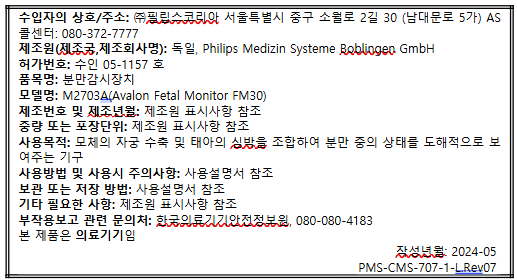 수입자의 상호/주소: ㈜필립스코리아 서울특별시 중구 소월로 2길 30 (남대문로 5가) AS
콜센터: 080-372-7777
제조원(제조국,제조회사명): 독일, Philips Medizin Systeme Boblingen GmbH
허가번호: 수인 05-1157 호
품목명: 분만감시장치
모델명: M2703A(Avalon Fetal Monitor FM30)
제조번호 및 제조년월: 제조원 표시사항 참조
중량 또는 포장단위: 제조원 표시사항 참조
사용목적: 모체의 자궁 수축 및 태아의 심박을 조합하여 분만 중의 상태를 도해적으로 보
여주는 기구
사용방법 및 사용시 주의사항: 사용설명서 참조
보관 또는 저장 방법: 사용설명서 참조
기타 필요한 사항: 제조원 표시사항 참조
부작용보고 관련 문의처: 한국의료기기안전정보원, 080-080-4183
본 제품은 의료기기임
작성년월: 2024-05
PMS-CMS-707-1-L.Rev07